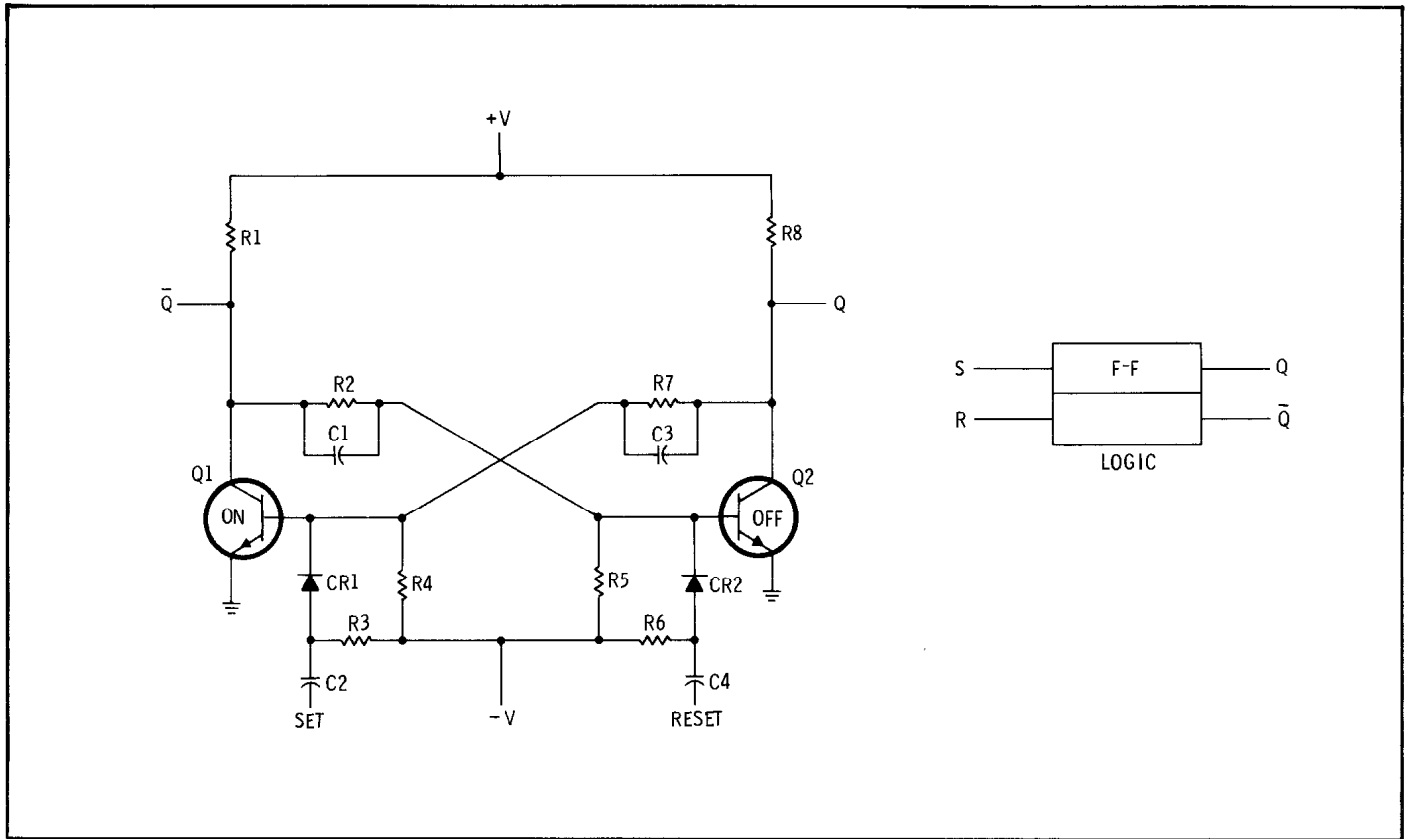 +V
R1
R8
Q̄
Q
R2
R7
C1
C3
Q1
ON
Q2
OFF
CR1
R4
R5
CR2
R3
R6
C2
C4
SET
-V
RESET
S
F-F
Q
R
Q̄
LOGIC